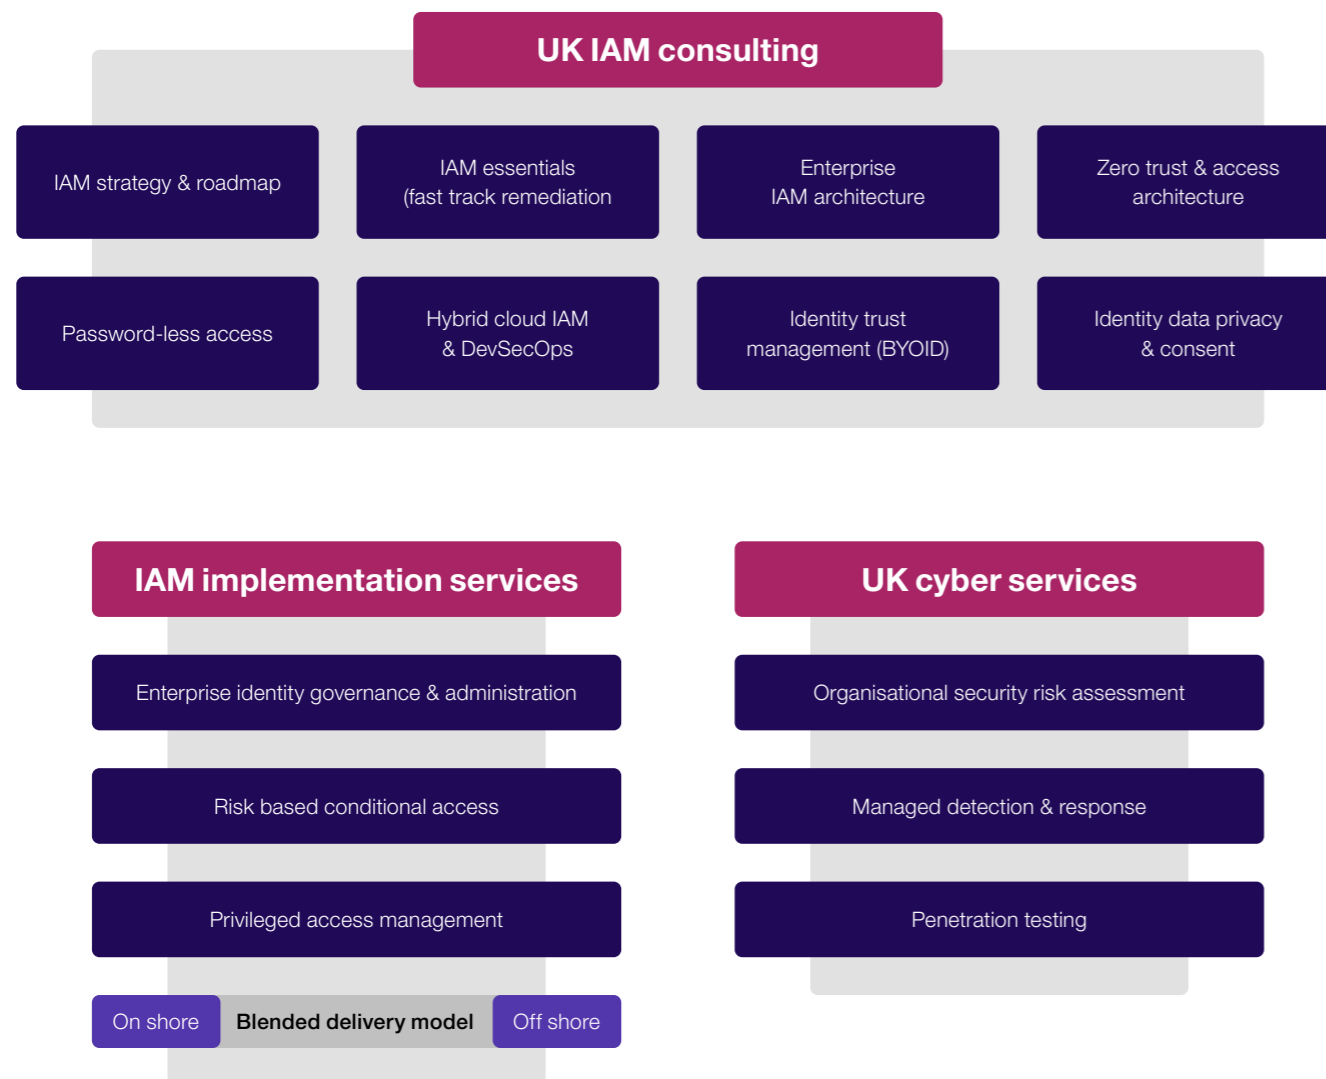 UK IAM consulting
IAM strategy & roadmap
IAM essentials
(fast track remediation
Enterprise
IAM architecture
Zero trust & access
architecture
Password-less access
Hybrid cloud IAM
& DevSecOps
Identity trust
management (BYOID)
Identity data privacy
& consent
IAM implementation services
Enterprise identity governance & administration
Risk based conditional access
Privileged access management
On shore
Blended delivery model
Off shore
UK cyber services
Organisational security risk assessment
Managed detection & response
Penetration testing